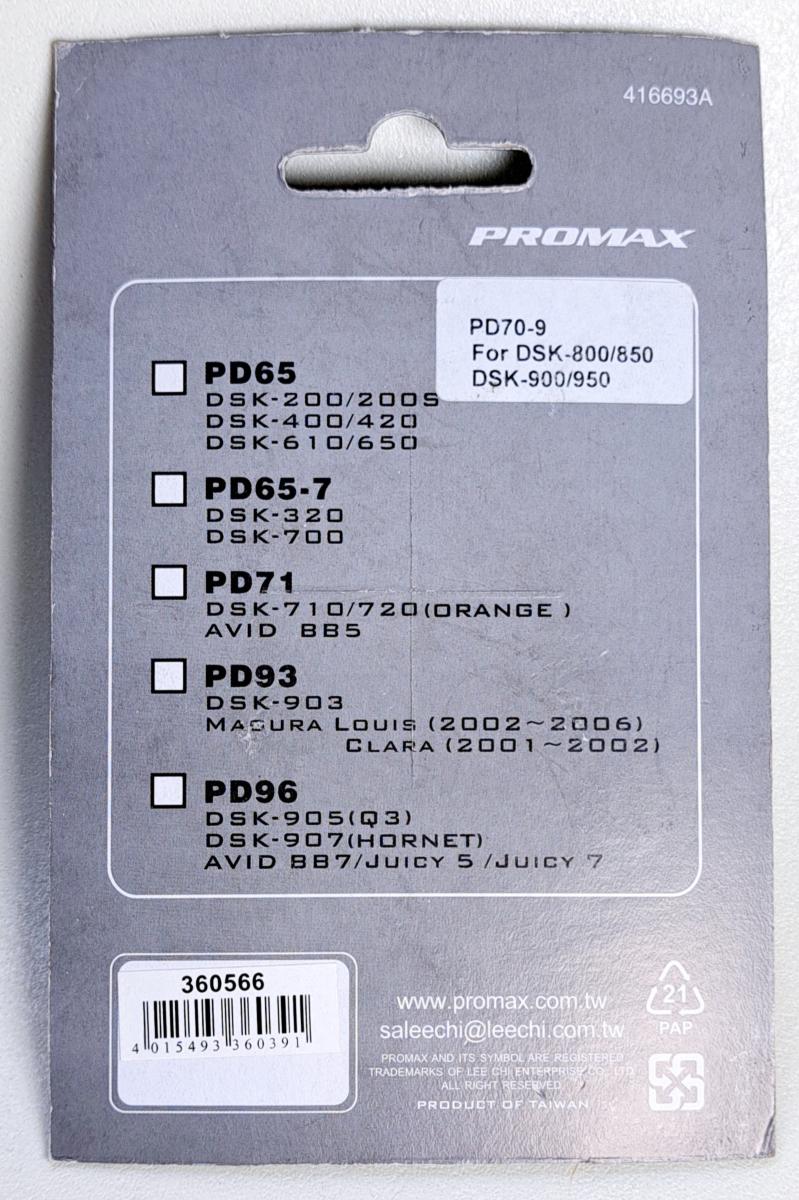 416693A
PROMAX
PD70-9
For DSK-800/850
DSK-900/950
PD65
DSK-200/200S
DSK-400/420
DSK-610/650
PD65-7
DSK-320
DSK-700
PD71
DSK-710/720(ORANGE )
AVID BB5
PD93
DSK-903
MAGURA LOUIS (2002~2006)
CLARA (2001~2002)
PD96
DSK-905(Q3)
DSK-907(HORNET)
AVID BB7/JUICY 5 /JUICY 7
360566
4 015493 360391
www.promax.com.tw
saleechi@leechi.com.tw
PROMAX AND ITS SYMBOL ARE REGISTERED
TRADEMARKS OF LEE CHI ENTERPRISE CO., LTD
ALL RIGHT RESERVED
PRODUCT OF TAIWAN
21
PAP